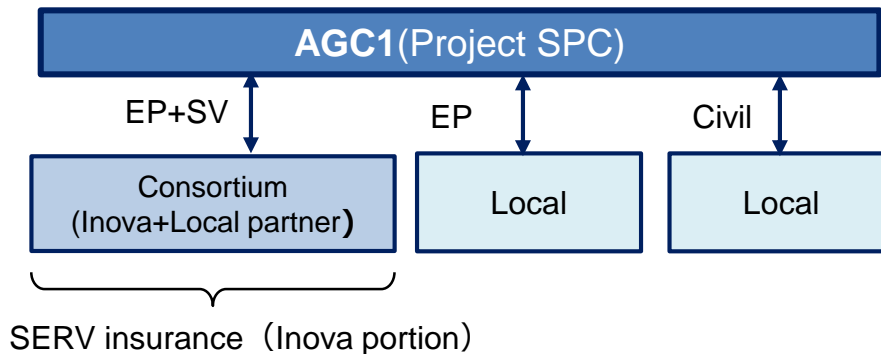 AGC1(Project SPC)
EP+SV
EP
Civil
Consortium
(Inova+Local partner)
Local
Local
SERV insurance（Inova portion）